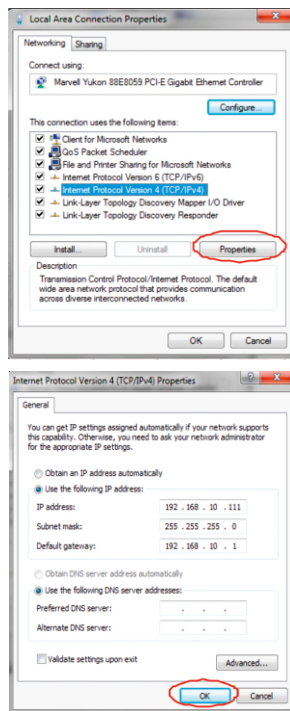 Local Area Connection Properties
Networking Sharing
Connect using:
Marvell Yukon 88E8059 PCI-E Gigabit Ethernet Controller
Configure...
This connection uses the following items:
Client for Microsoft Networks
QoS Packet Scheduler
File and Printer Sharing for Microsoft Networks
Internet Protocol Version 6 (TCP/IPv6)
Internet Protocol Version 4 (TCP/IPv4)
Link-Layer Topology Discovery Mapper I/O Driver
Link-Layer Topology Discovery Responder
Install... Uninstall Properties
Description
Transmission Control Protocol/Internet Protocol. The default
wide area network protocol that provides communication
across diverse interconnected networks.
OK Cancel
Internet Protocol Version 4 (TCP/IPv4) Properties
General
You can get IP settings assigned automatically if your network supports
this capability. Otherwise, you need to ask your network administrator
for the appropriate IP settings.
Obtain an IP address automatically
Use the following IP address:
IP address: 192 . 168 . 10 . 111
Subnet mask: 255 . 255 . 255 . 0
Default gateway: 192 . 168 . 10 . 1
Obtain DNS server address automatically
Use the following DNS server addresses:
Preferred DNS server: . . .
Alternate DNS server: . . .
Validate settings upon exit
Advanced...
OK Cancel